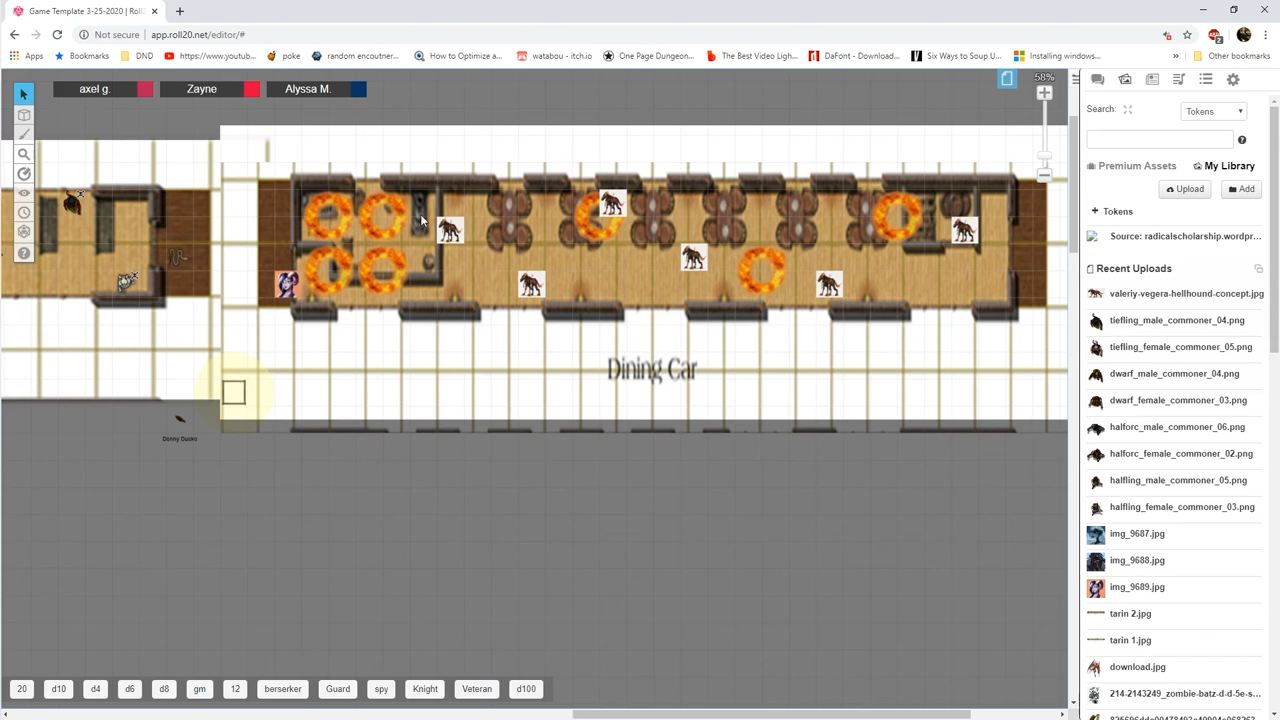 Game Template 3-25-2020 | Roll2
Not secure | app.roll20.net/editor/#
Apps Bookmarks DND https://www.youtube... poke random encoutner... How to Optimize a... watabou - itch.io One Page Dungeon... The Best Video Ligh... DaFont - Download... Six Ways to Soup U... Installing windows... » Other bookmarks
axel g. Zayne Alyssa M.
58%
Search: Tokens
Premium Assets My Library
Upload Add
Tokens
Source: radicalscholarship.wordpr...
Recent Uploads
valeriy-vegera-hellhound-concept.jpg
tiefling_male_commoner_04.png
tiefling_female_commoner_05.png
dwarf_male_commoner_04.png
dwarf_female_commoner_03.png
halforc_male_commoner_06.png
halforc_female_commoner_02.png
halfling_male_commoner_05.png
halfling_female_commoner_03.png
img_9687.jpg
img_9688.jpg
img_9689.jpg
tarin 2.jpg
tarin 1.jpg
download.jpg
214-2143249_zombie-batz-d-d-5e-s...
Dining Car
20 d10 d4 d6 d8 gm 12 berserker Guard spy Knight Veteran d100